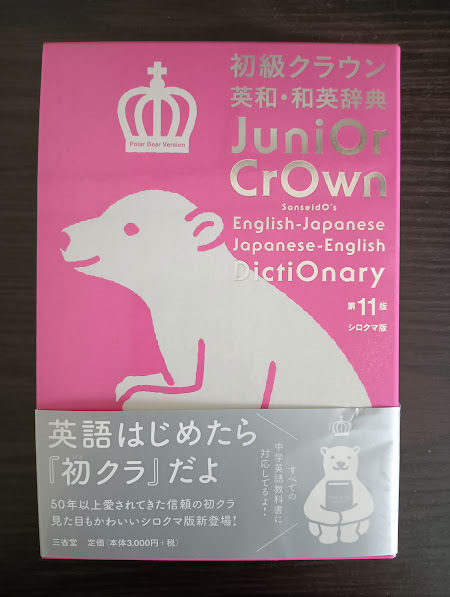 初級クラウン
英和・和英辞典
JuniOr
CrOwn
SanseidO's
English-Japanese
Japanese-English
DictiOnary
第11版
シロクマ版
Polar Bear Version
英語はじめたら
『初クラ』だよ
50年以上愛されてきた信頼の初クラ
見た目もかわいいシロクマ版新登場!
三省堂 定価(本体3,000円+税)
すべての
中学英語教科書に
対応してるよ!